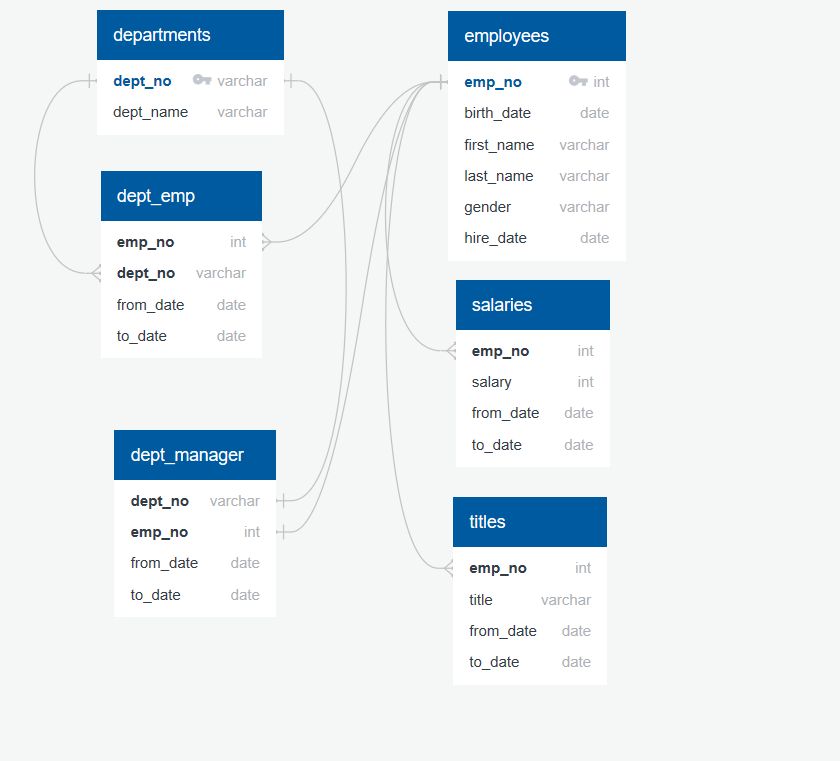 departments
dept_no varchar
dept_name varchar
dept_emp
emp_no int
dept_no varchar
from_date date
to_date date
dept_manager
dept_no varchar
emp_no int
from_date date
to_date date
employees
emp_no int
birth_date date
first_name varchar
last_name varchar
gender varchar
hire_date date
salaries
emp_no int
salary int
from_date date
to_date date
titles
emp_no int
title varchar
from_date date
to_date date